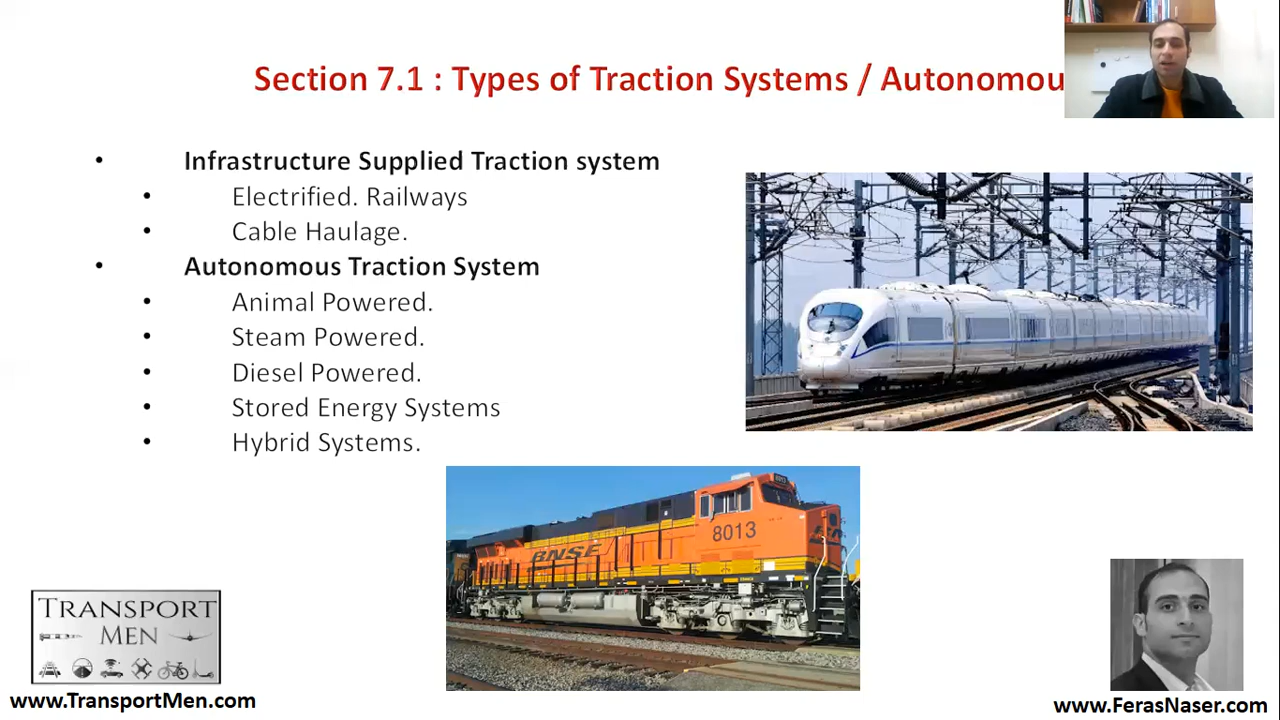 Section 7.1 : Types of Traction Systems / Autonomou
• Infrastructure Supplied Traction system
• Electrified. Railways
• Cable Haulage.
• Autonomous Traction System
• Animal Powered.
• Steam Powered.
• Diesel Powered.
• Stored Energy Systems
• Hybrid Systems.
BNSF
8013
TRANSPORT
MEN
www.TransportMen.com
www.FerasNaser.com